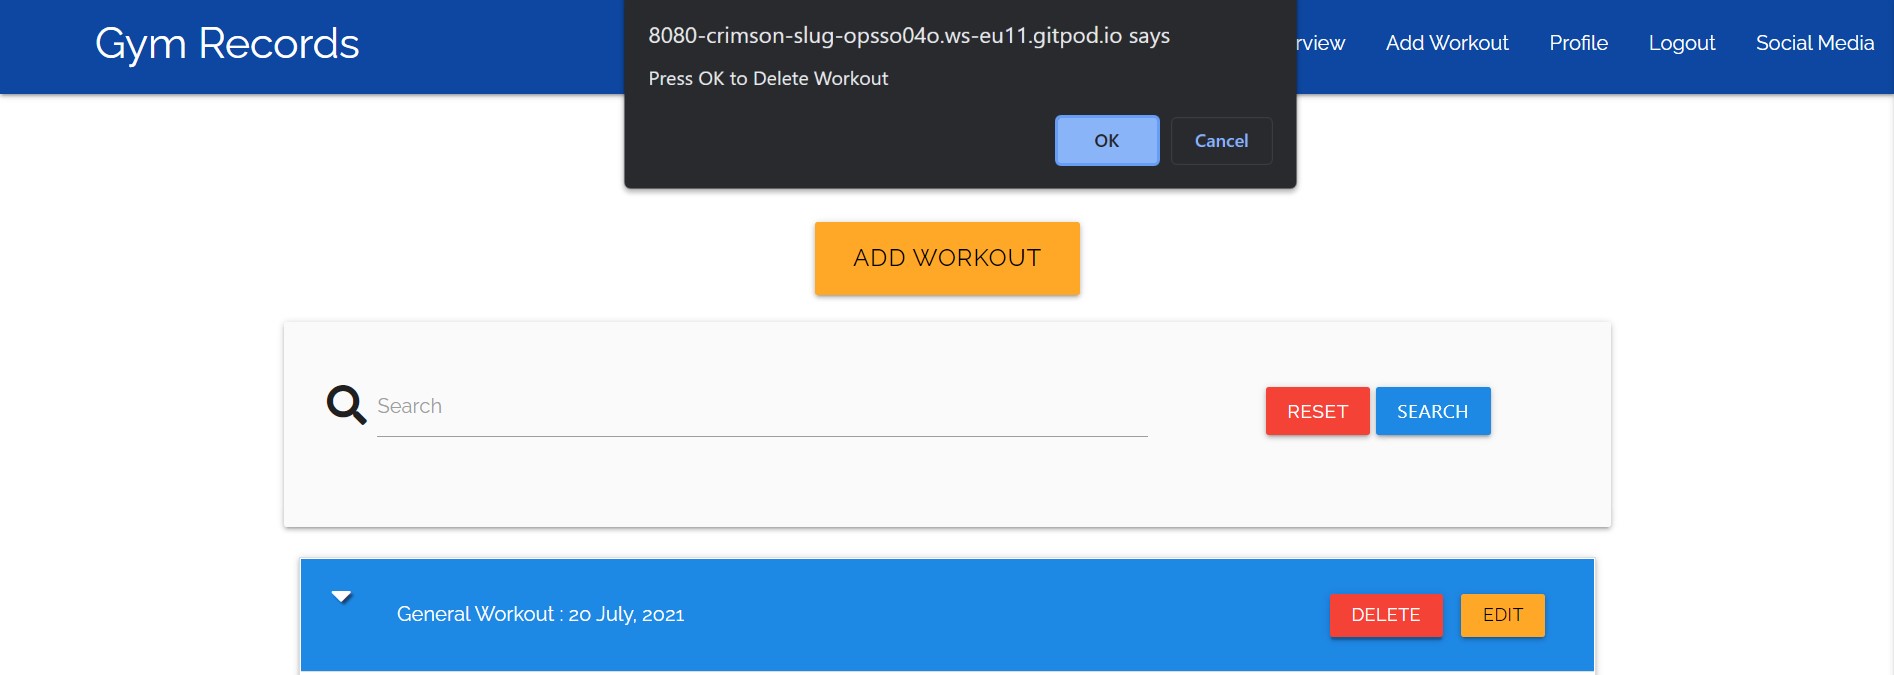 Gym Records
8080-crimson-slug-opsso04o.ws-eu11.gitpod.io says
Press OK to Delete Workout
OK
Cancel
Add Workout
Profile
Logout
Social Media
ADD WORKOUT
Search
RESET
SEARCH
General Workout : 20 July, 2021
DELETE
EDIT